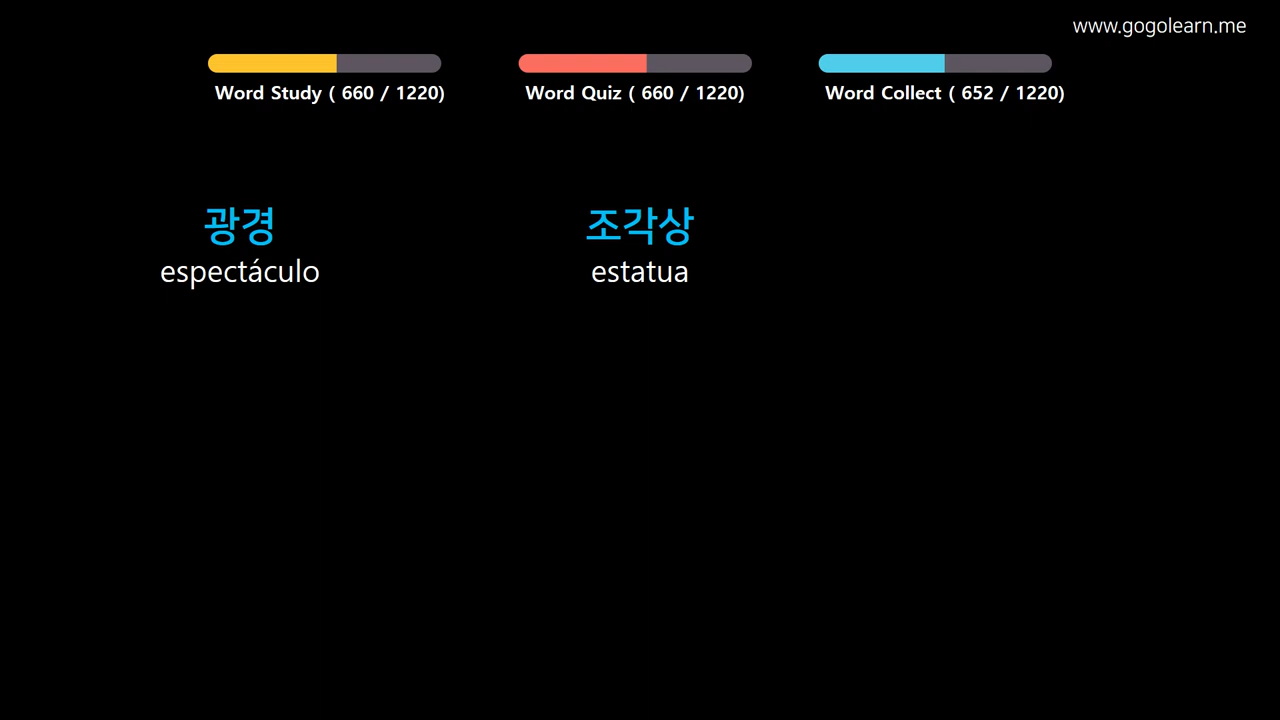 www.gogolearn.me
Word Study ( 660 / 1220)
Word Quiz ( 660 / 1220)
Word Collect ( 652 / 1220)
광경
espectáculo
조각상
estatua